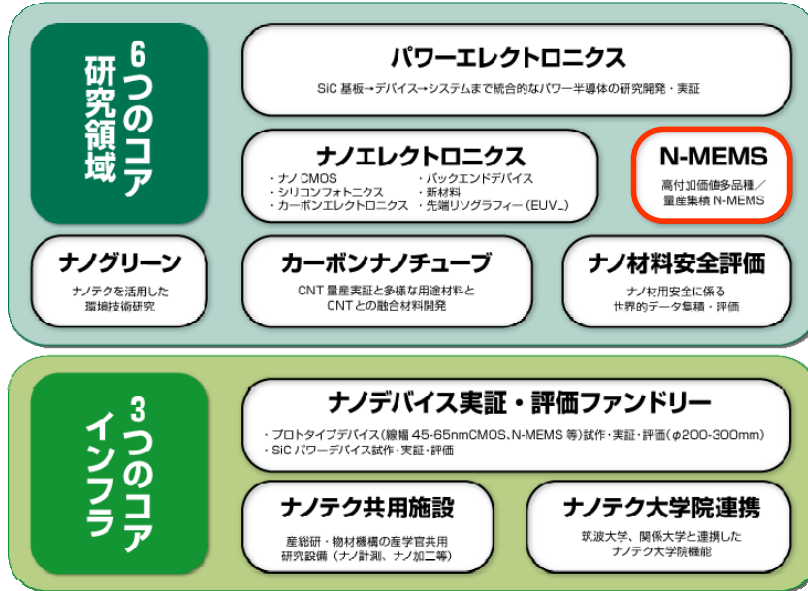 6つのコア
研究領域
パワーエレクトロニクス
SiC 基板→デバイス→システムまで統合的なパワー半導体の研究開発・実証
ナノエレクトロニクス
・ナノ CMOS ・バックエンドデバイス
・シリコンフォトニクス ・新材料
・カーボンエレクトロニクス ・先端リソグラフィー（EUV_）
N-MEMS
高付加価値多品種／
量産集積 N-MEMS
ナノグリーン
ナノテクを活用した
環境技術研究
カーボンナノチューブ
CNT 量産実証と多様な用途材料と
CNT との融合材料開発
ナノ材料安全評価
ナノ材用安全に係る
世界的データ集積・評価
3つのコア
インフラ
ナノデバイス実証・評価ファンドリー
・プロトタイプデバイス(線幅 45-65nmCMOS、N-MEMS 等)試作・実証・評価(φ200-300mm)
・SiC パワーデバイス試作・実証・評価
ナノテク共用施設
産総研・物材機構の産学官共用
研究設備（ナノ計測、ナノ加工等）
ナノテク大学院連携
筑波大学、関係大学と連携した
ナノテク大学院機能